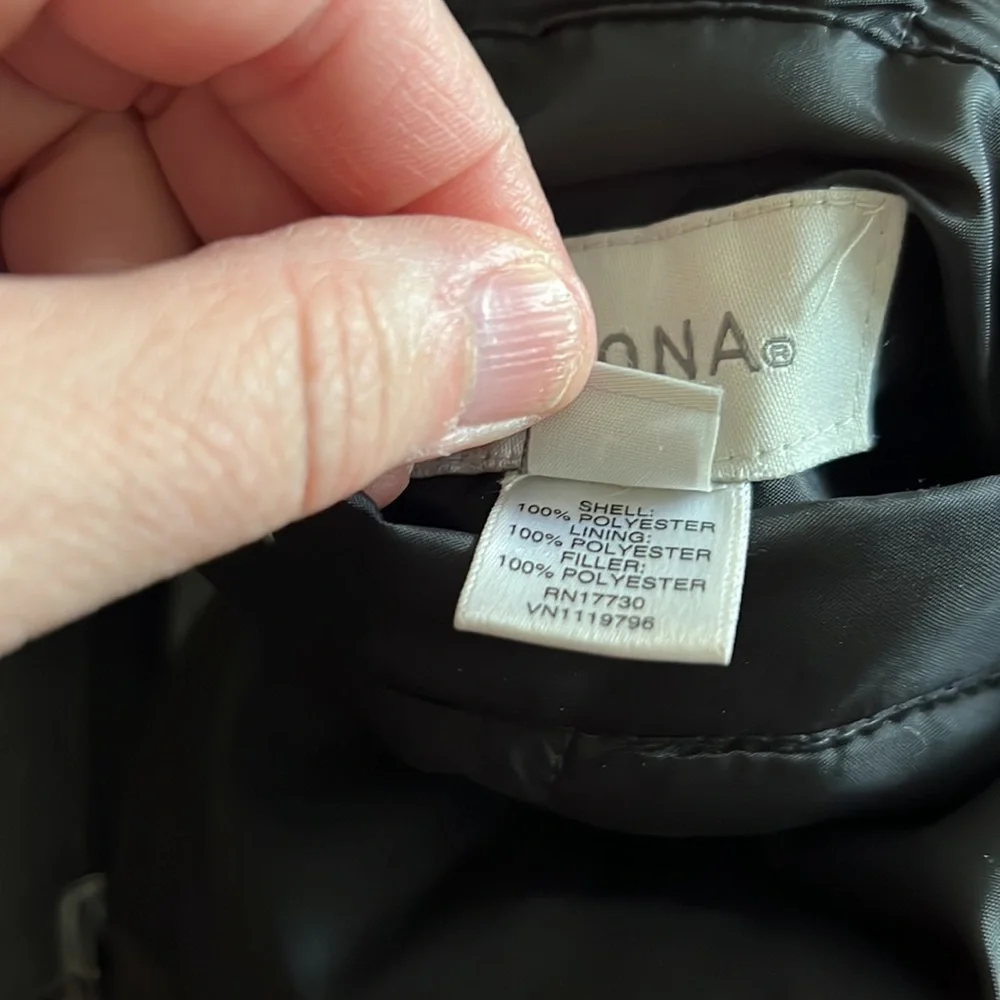 ONA®
SHELL:
100% POLYESTER
LINING:
100% POLYESTER
FILLER:
100% POLYESTER
RN17730
VN1119796